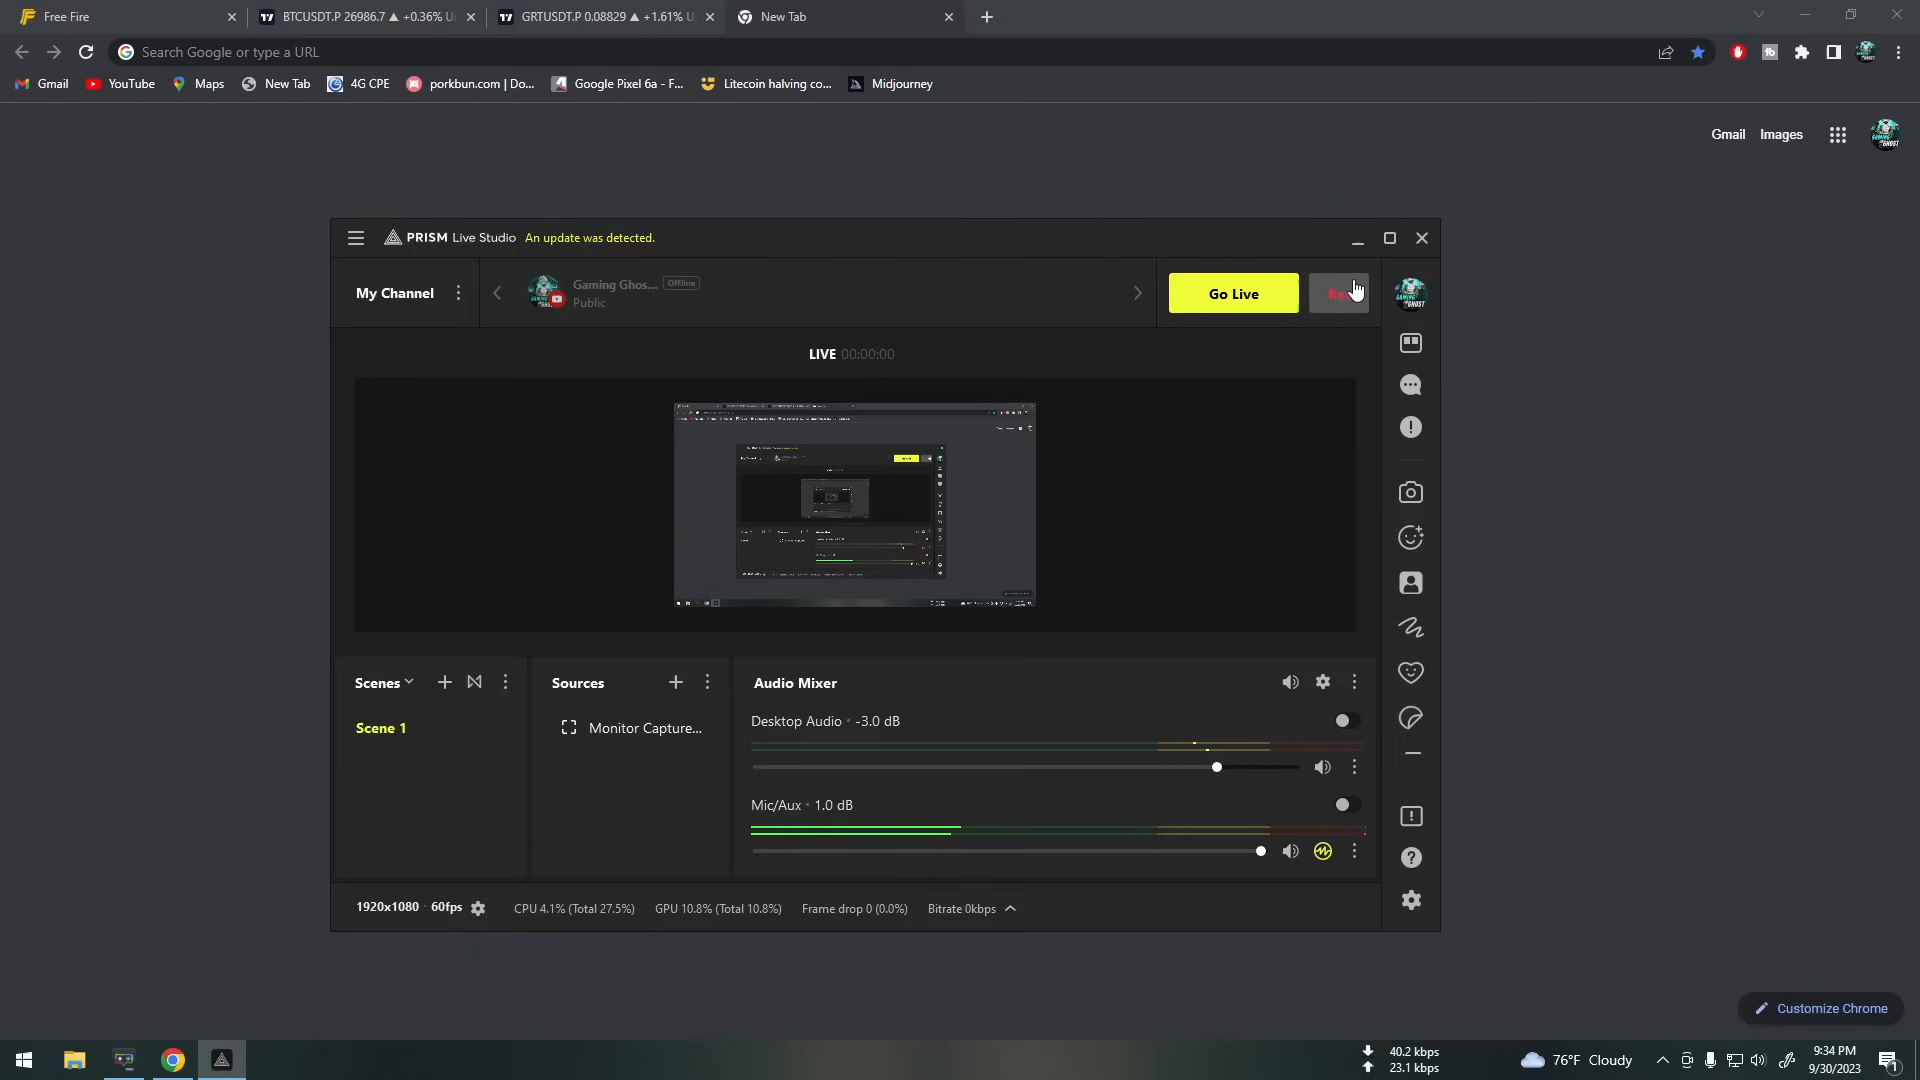 Free Fire
BTCUSDT.P 26986.7 ▲ +0.36% U
GRTUSDT.P 0.08829 ▲ +1.61% U
New Tab
Search Google or type a URL
Gmail
YouTube
Maps
New Tab
4G CPE
porkbun.com | Do...
Google Pixel 6a - F...
Litecoin halving co...
Midjourney
Gmail Images
PRISM Live Studio An update was detected.
My Channel
Gaming Ghos... Offline
Public
Go Live
LIVE 00:00:00
Scenes
Sources
Audio Mixer
Scene 1
Monitor Capture...
Desktop Audio • -3.0 dB
Mic/Aux • 1.0 dB
1920x1080 · 60fps
CPU 4.1% (Total 27.5%)
GPU 10.8% (Total 10.8%)
Frame drop 0 (0.0%)
Bitrate 0kbps
Customize Chrome
40.2 kbps
23.1 kbps
76°F Cloudy
9:34 PM
9/30/2023
1